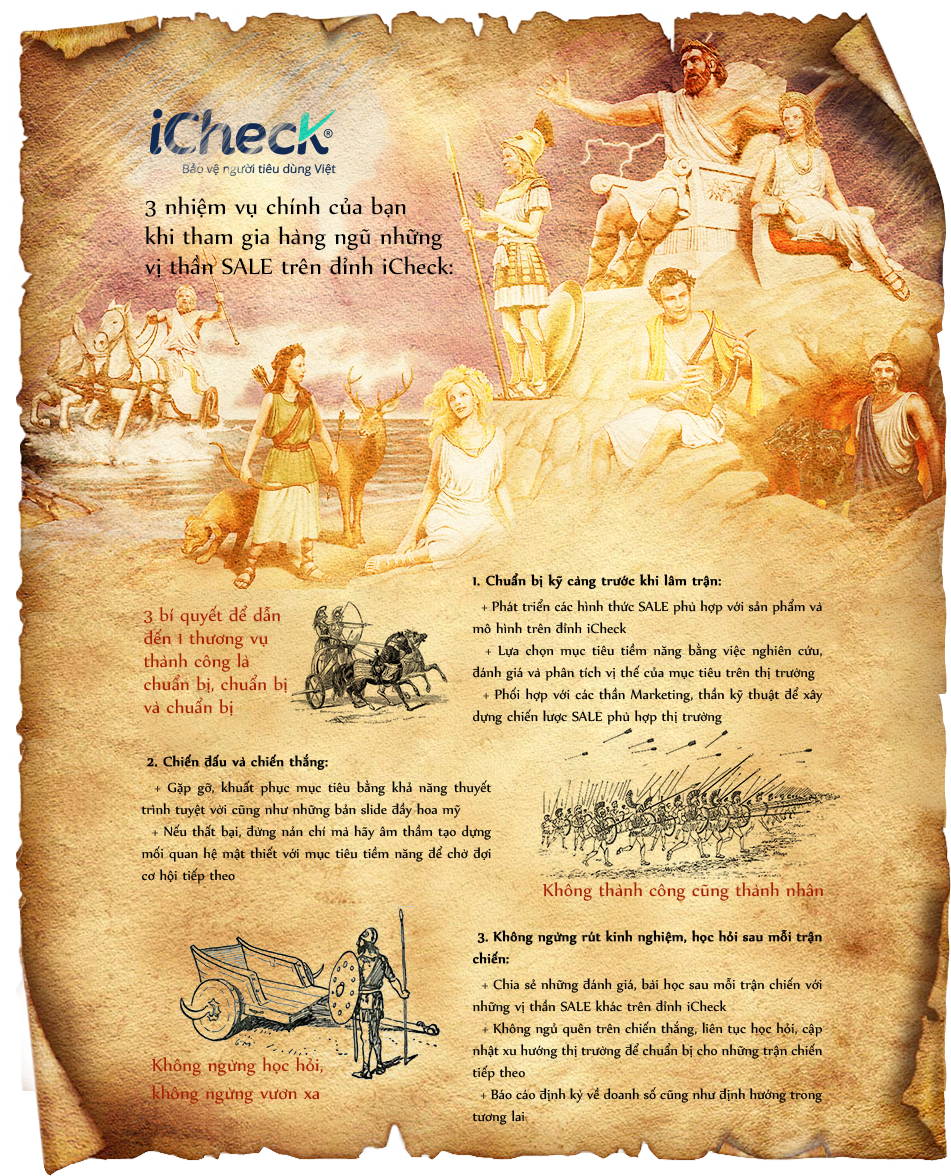 iCheck®
Bảo vệ người tiêu dùng Việt
3 nhiệm vụ chính của bạn
khi tham gia hàng ngũ những
vị thần SALE trên đỉnh iCheck:
1. Chuẩn bị kỹ càng trước khi lâm trận:
+ Phát triển các hình thức SALE phù hợp với sản phẩm và
mô hình trên đỉnh iCheck
+ Lựa chọn mục tiêu tiềm năng bằng việc nghiên cứu,
đánh giá và phân tích vị thế của mục tiêu trên thị trường
+ Phối hợp với các thần Marketing, thần kỹ thuật để xây
dựng chiến lược SALE phù hợp thị trường
3 bí quyết để dẫn
đến 1 thương vụ
thành công là
chuẩn bị, chuẩn bị
và chuẩn bị
2. Chiến đấu và chiến thắng:
+ Gặp gỡ, khuất phục mục tiêu bằng khả năng thuyết
trình tuyệt vời cũng như những bản slide đầy hoa mỹ
+ Nếu thất bại, đừng nản chí mà hãy âm thầm tạo dựng
mối quan hệ mật thiết với mục tiêu tiềm năng để chờ đợi
cơ hội tiếp theo
Không thành công cũng thành nhân
3. Không ngừng rút kinh nghiệm, học hỏi sau mỗi trận
chiến:
+ Chia sẻ những đánh giá, bài học sau mỗi trận chiến với
những vị thần SALE khác trên đỉnh iCheck
+ Không ngủ quên trên chiến thắng, liên tục học hỏi, cập
nhật xu hướng thị trường để chuẩn bị cho những trận chiến
tiếp theo
+ Báo cáo định kỳ về doanh số cũng như định hướng trong
tương lai
Không ngừng học hỏi,
không ngừng vươn xa